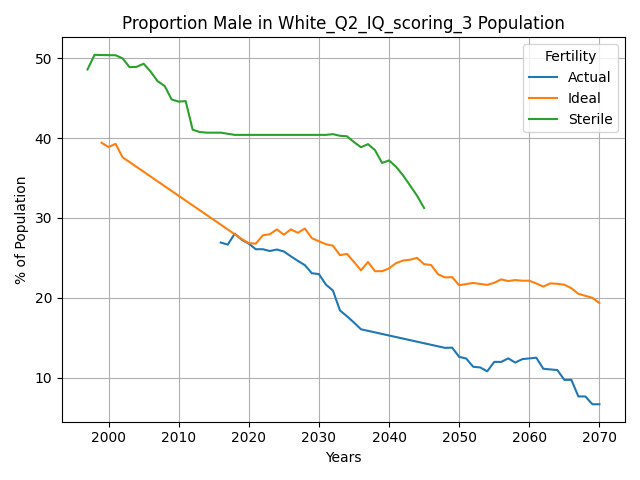 Proportion Male in White_Q2_IQ_scoring_3 Population
Fertility
Actual
Ideal
Sterile
% of Population
50
40
30
20
10
2000 2010 2020 2030 2040 2050 2060 2070
Years